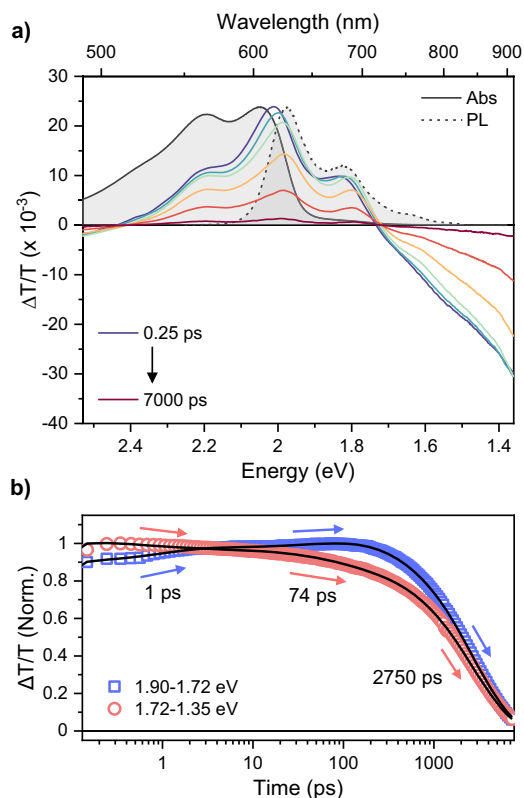 Wavelength (nm)
a)
500 600 700 800 900
30
20
10
0
-10
-20
-30
-40
ΔT/T (x 10⁻³)
Abs
PL
0.25 ps
7000 ps
2.4 2.2 2 1.8 1.6 1.4
Energy (eV)
b)
1
0.8
0.6
0.4
0.2
0
ΔT/T (Norm.)
1 ps
74 ps
2750 ps
1.90-1.72 eV
1.72-1.35 eV
1 10 100 1000
Time (ps)